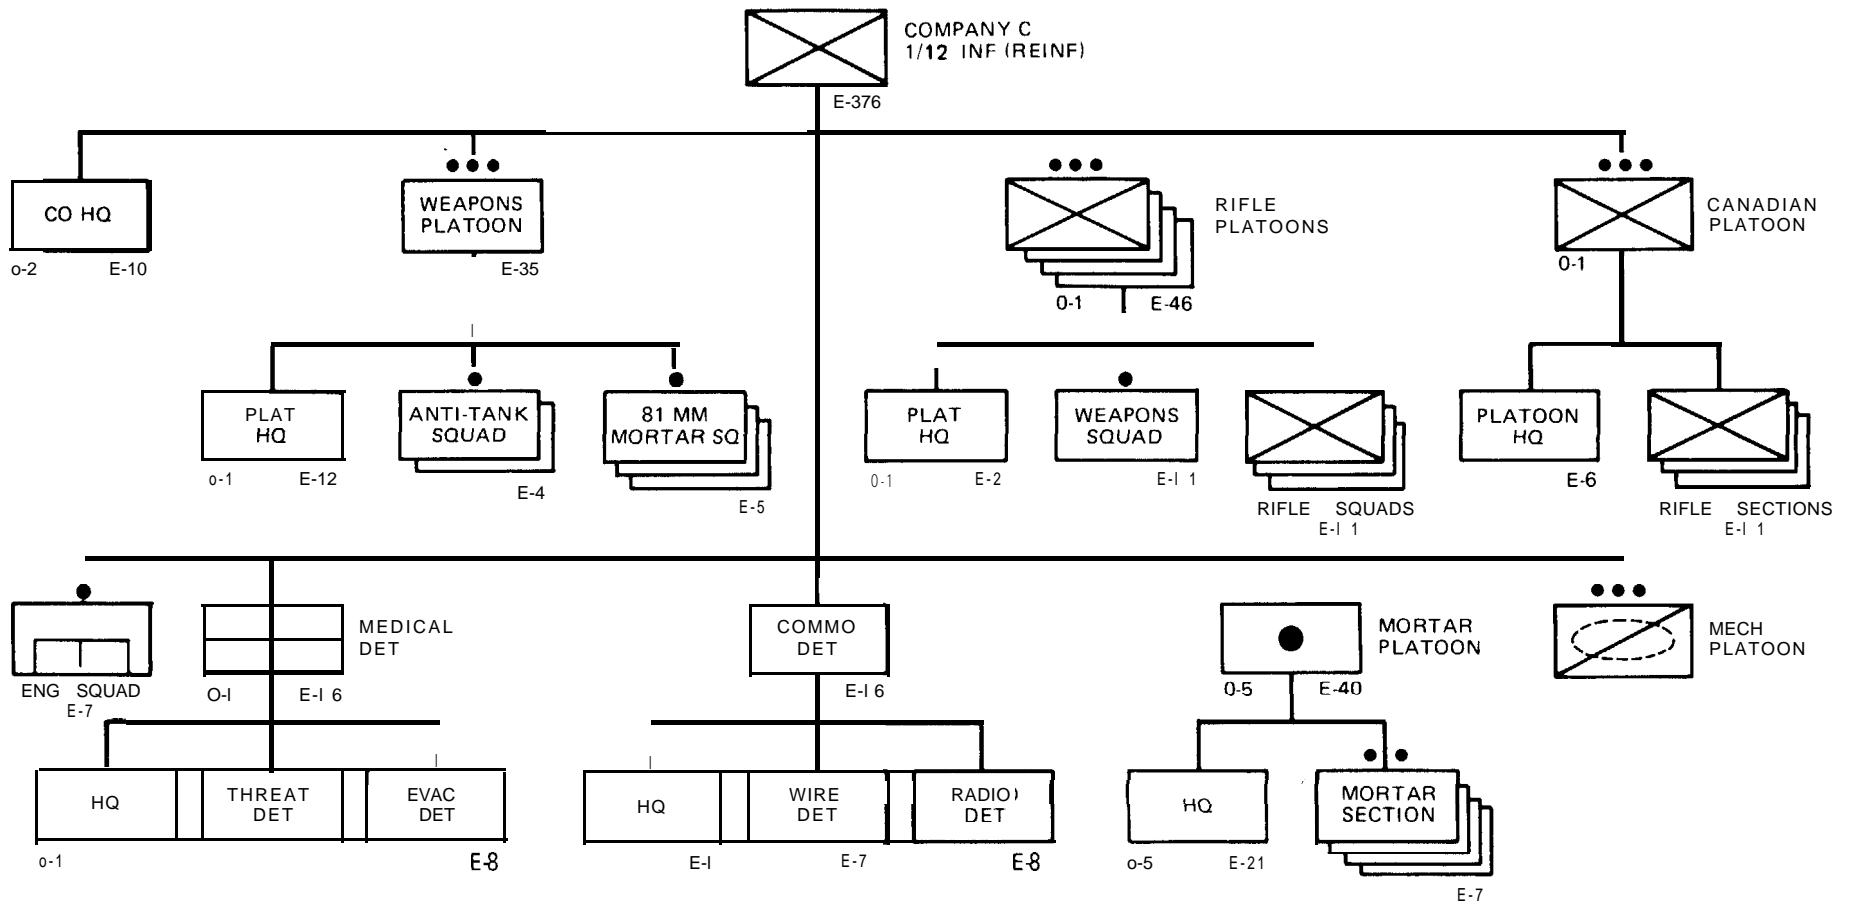 COMPANY C
1/12 INF (REINF)
E-376
CO HQ
o-2 E-10
WEAPONS
PLATOON
E-35
RIFLE
PLATOONS
0-1 E-46
CANADIAN
PLATOON
0-1
PLAT
HQ
o-1 E-12
ANTI-TANK
SQUAD
E-4
81 MM
MORTAR SQ
E-5
PLAT
HQ
0-1 E-2
WEAPONS
SQUAD
E-I 1
RIFLE SQUADS
E-I 1
PLATOON
HQ
E-6
RIFLE SECTIONS
E-I 1
ENG SQUAD
E-7
MEDICAL
DET
O-I E-I 6
COMMO
DET
E-I 6
MORTAR
PLATOON
0-5 E-40
MECH
PLATOON
HQ
o-1
THREAT
DET
EVAC
DET
E-8
HQ
E-I
WIRE
DET
E-7
RADIO)
DET
E-8
HQ
o-5 E-21
MORTAR
SECTION
E-7